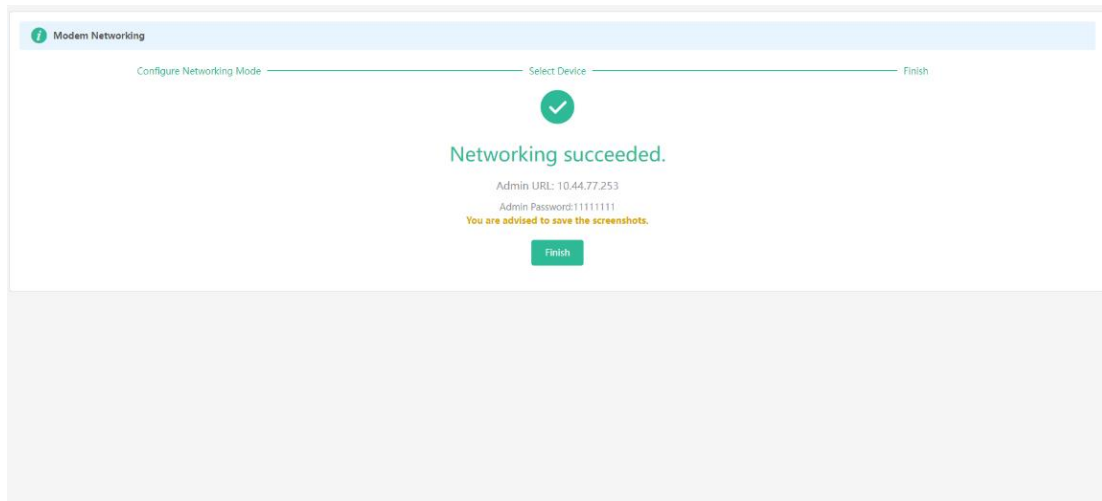 Modem Networking
Configure Networking Mode Select Device Finish
Networking succeeded.
Admin URL: 10.44.77.253
Admin Password:11111111
You are advised to save the screenshots.
Finish